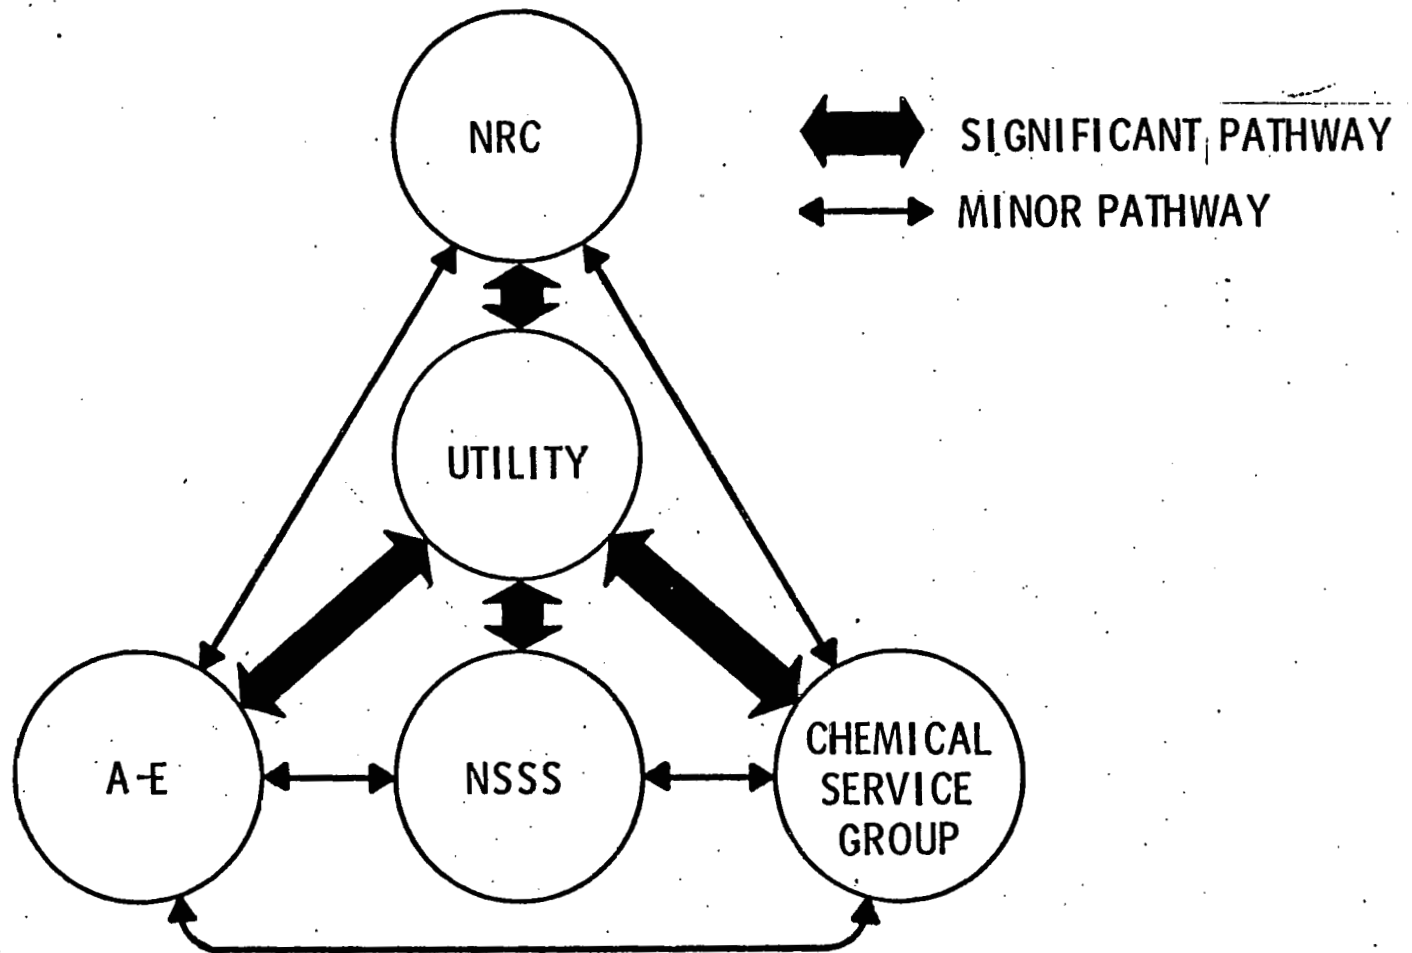 NRC
SIGNIFICANT PATHWAY
MINOR PATHWAY
UTILITY
A-E
NSSS
CHEMICAL
SERVICE
GROUP